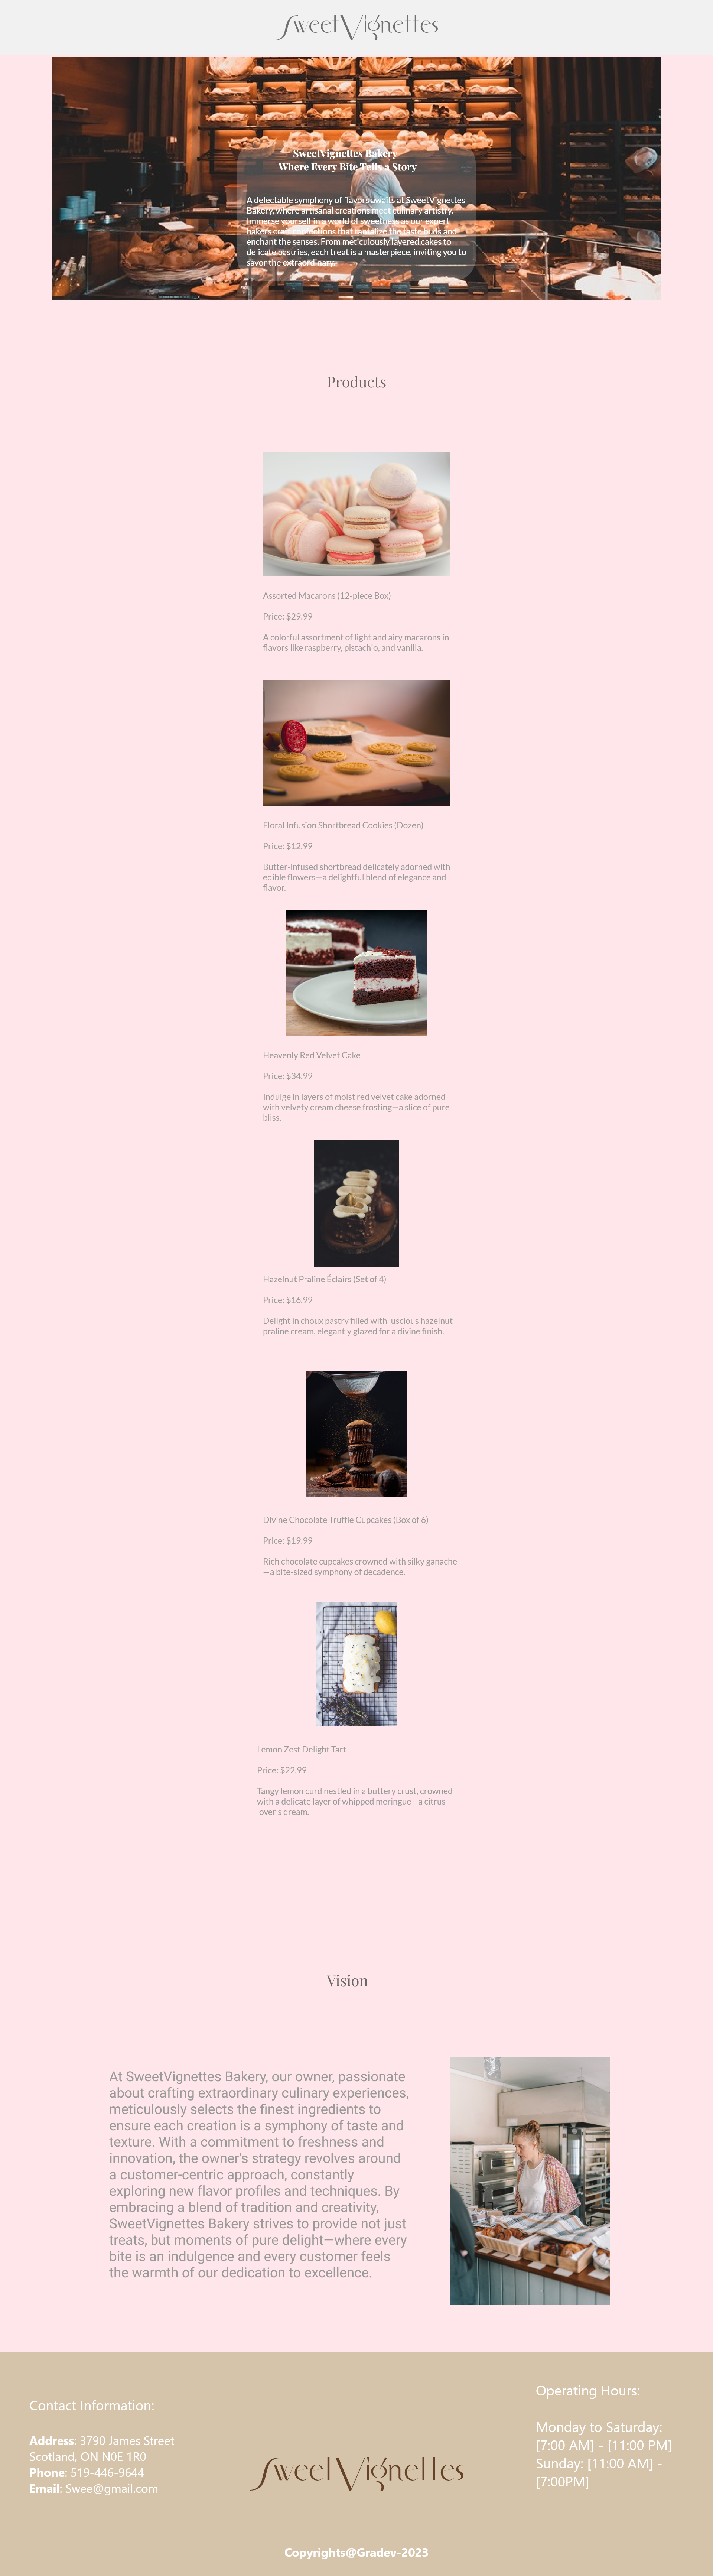 SweetVignettes
SweetVignettes Bakery
Where Every Bite Tells a Story
A delectable symphony of flavors awaits at SweetVignettes
Bakery, where artisanal creations meet culinary artistry.
Immerse yourself in a world of sweetness as our expert
bakers craft confections that tantalize the taste buds and
enchant the senses. From meticulously layered cakes to
delicate pastries, each treat is a masterpiece, inviting you to
savor the extraordinary.
Products
Assorted Macarons (12-piece Box)
Price: $29.99
A colorful assortment of light and airy macarons in
flavors like raspberry, pistachio, and vanilla.
Floral Infusion Shortbread Cookies (Dozen)
Price: $12.99
Butter-infused shortbread delicately adorned with
edible flowers—a delightful blend of elegance and
flavor.
Heavenly Red Velvet Cake
Price: $34.99
Indulge in layers of moist red velvet cake adorned
with velvety cream cheese frosting—a slice of pure
bliss.
Hazelnut Praline Éclairs (Set of 4)
Price: $16.99
Delight in choux pastry filled with luscious hazelnut
praline cream, elegantly glazed for a divine finish.
Divine Chocolate Truffle Cupcakes (Box of 6)
Price: $19.99
Rich chocolate cupcakes crowned with silky ganache
—a bite-sized symphony of decadence.
Lemon Zest Delight Tart
Price: $22.99
Tangy lemon curd nestled in a buttery crust, crowned
with a delicate layer of whipped meringue—a citrus
lover's dream.
Vision
At SweetVignettes Bakery, our owner, passionate
about crafting extraordinary culinary experiences,
meticulously selects the finest ingredients to
ensure each creation is a symphony of taste and
texture. With a commitment to freshness and
innovation, the owner's strategy revolves around
a customer-centric approach, constantly
exploring new flavor profiles and techniques. By
embracing a blend of tradition and creativity,
SweetVignettes Bakery strives to provide not just
treats, but moments of pure delight—where every
bite is an indulgence and every customer feels
the warmth of our dedication to excellence.
Contact Information:
Address: 3790 James Street
Scotland, ON N0E 1R0
Phone: 519-446-9644
Email: Swee@gmail.com
SweetVignettes
Operating Hours:
Monday to Saturday:
[7:00 AM] - [11:00 PM]
Sunday: [11:00 AM] -
[7:00PM]
Copyrights@Gradev-2023